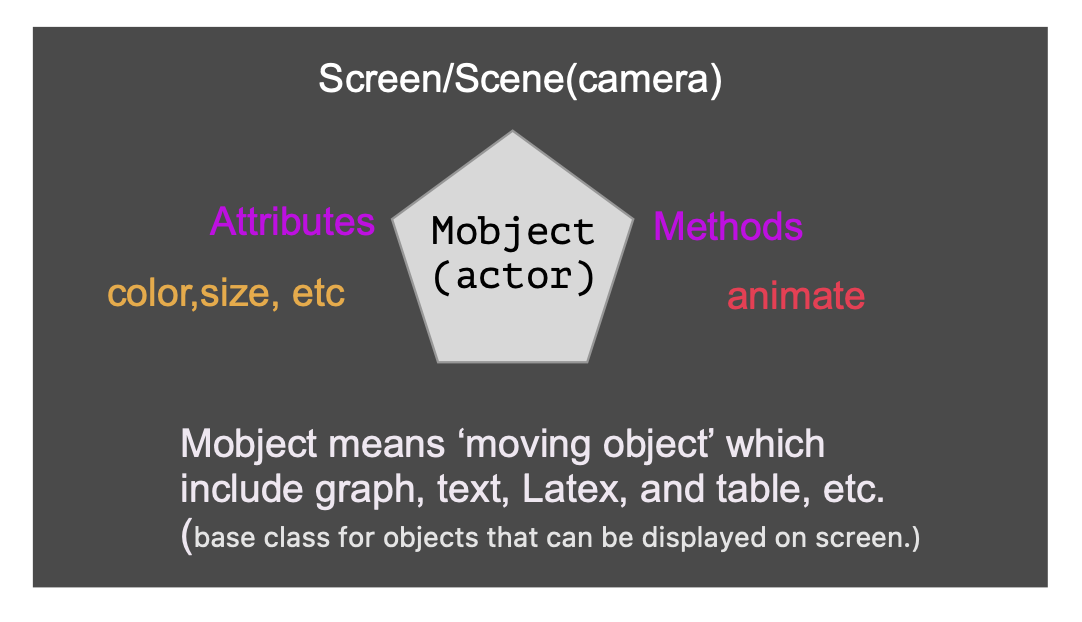 Screen/Scene(camera)
Attributes
Mobject
(actor)
Methods
color,size, etc
animate
Mobject means ‘moving object’ which
include graph, text, Latex, and table, etc.
(base class for objects that can be displayed on screen.)